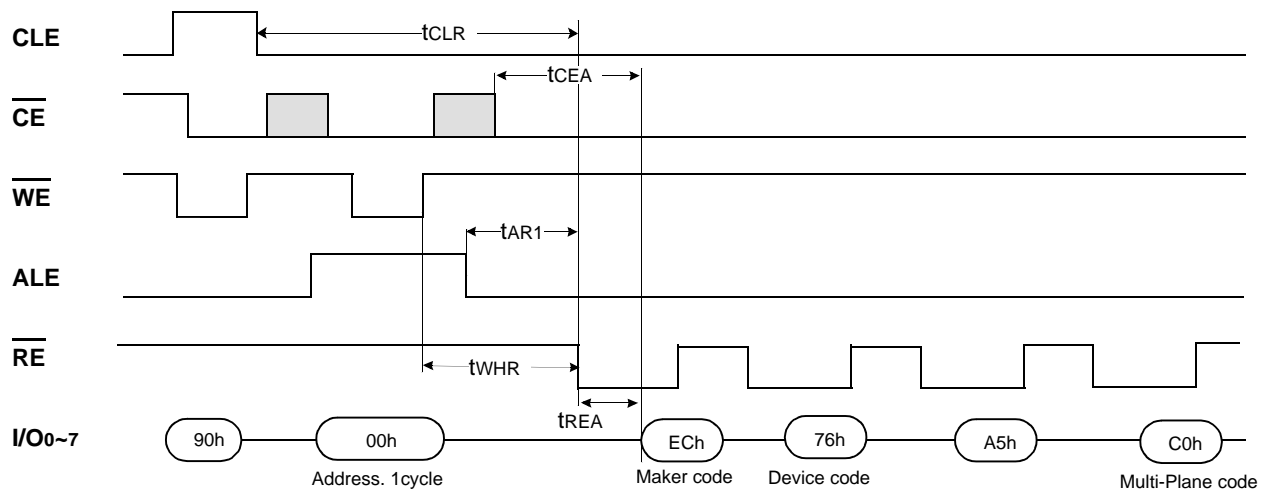 CLE
tCLR
tCEA
CE
WE
tAR1
ALE
RE
tWHR
tREA
I/O0~7
90h
00h
ECh
76h
A5h
C0h
Address. 1cycle
Maker code
Device code
Multi-Plane code